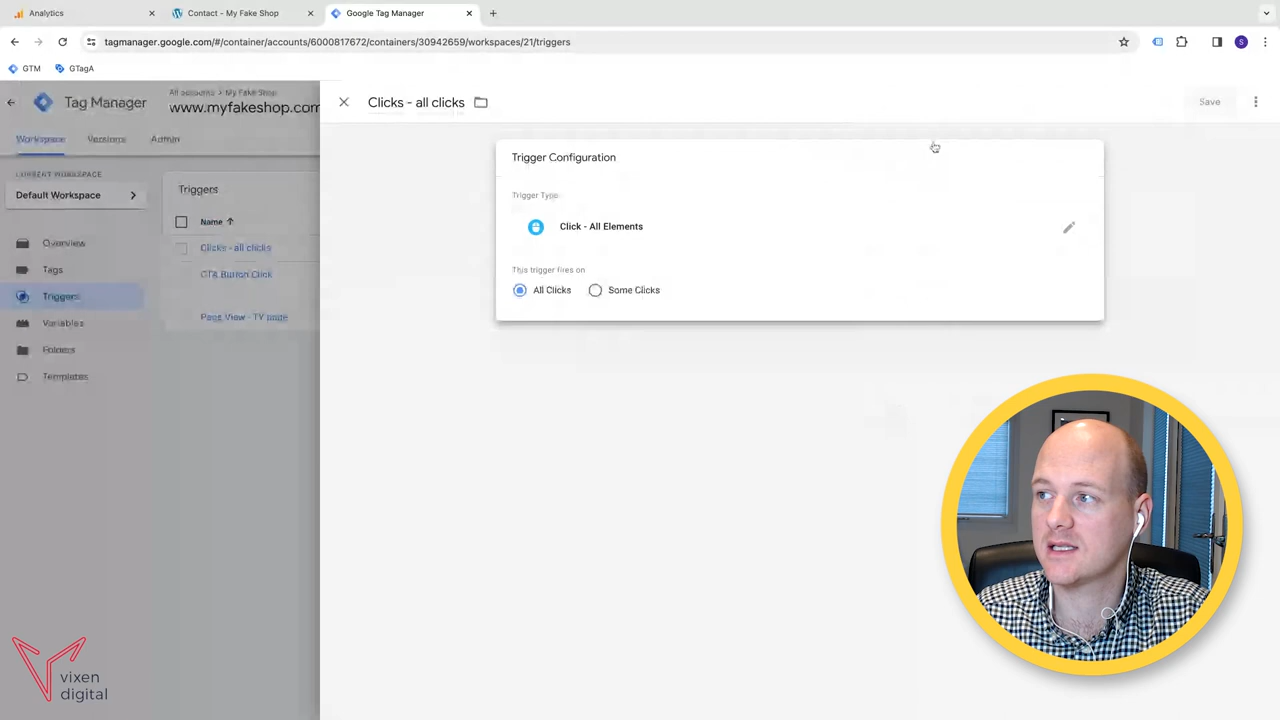 Analytics
Contact - My Fake Shop
Google Tag Manager
tagmanager.google.com/#/container/accounts/6000817672/containers/30942659/workspaces/21/triggers
GTM
GTagA
Tag Manager
All accounts > My Fake Shop
www.myfakeshop.com
Clicks - all clicks
Save
Workspace
Versions
Admin
CURRENT WORKSPACE
Default Workspace
Overview
Tags
Triggers
Variables
Folders
Templates
Triggers
Name
Clicks - all clicks
CTA Button Click
Page View - TV page
Trigger Configuration
Trigger Type
Click - All Elements
This trigger fires on
All Clicks
Some Clicks
vixen
digital